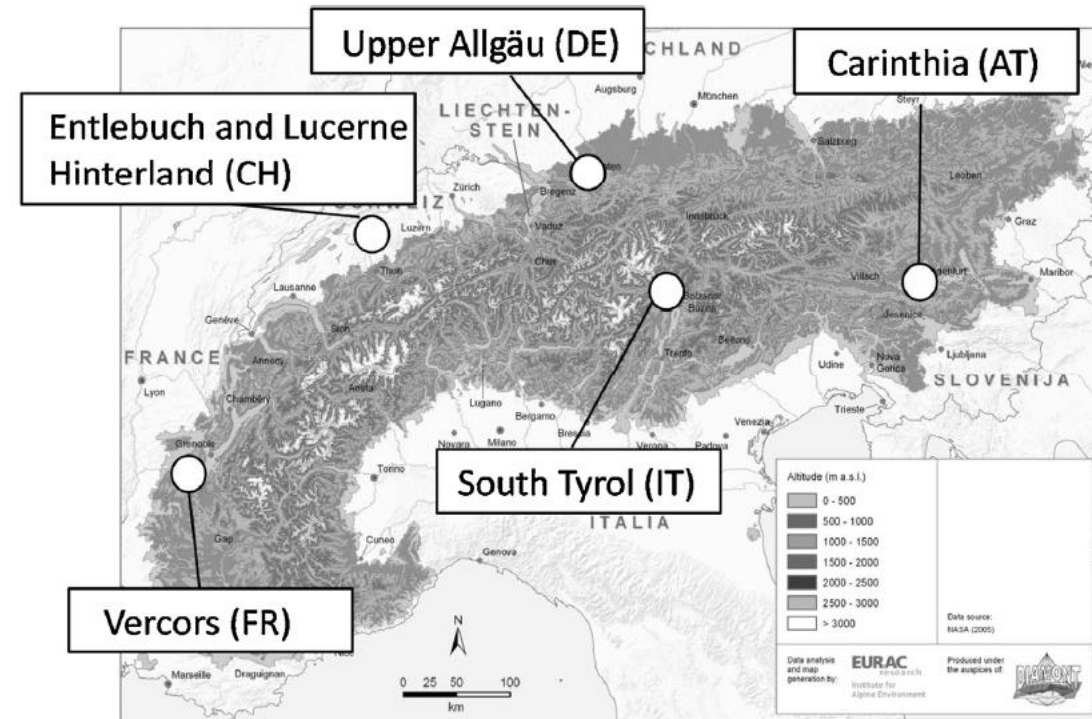 Upper Allgäu (DE)
CHLAND
Carinthia (AT)
Augsburg
München
Steyr
Entlebuch and Lucerne
Hinterland (CH)
LIECHTEN-
STEIN
Salzburg
Leoben
Bregenz
Zürich
IZ
Luzern
Vaduz
Innsbruck
Graz
Thun
Chur
Villach
Maribor
Lausanne
Bolzano
Bozen
Jesenice
Genève
Sion
FRANCE
Annecy
Trento
Belluno
Ljubljana
Nova
Gorica
Udine
SLOVENIJA
Lyon
Chambéry
Aosta
Lugano
Bergamo
Trieste
Grenoble
Novara
Milano
Brescia
Verona
Padova
Venezia
Torino
South Tyrol (IT)
ITALIA
Gap
Cuneo
Genova
Vercors (FR)
Marseille
Draguignan
N
0 25 50 100
km
Altitude (m a.s.l.)
0 - 500
500 - 1000
1000 - 1500
1500 - 2000
2000 - 2500
2500 - 3000
> 3000
Data source:
NASA (2005)
Data analysis
and map
generation by:
EURAC
research
Institute for
Alpine Environment
Produced under
the auspices of:
DIAMONT